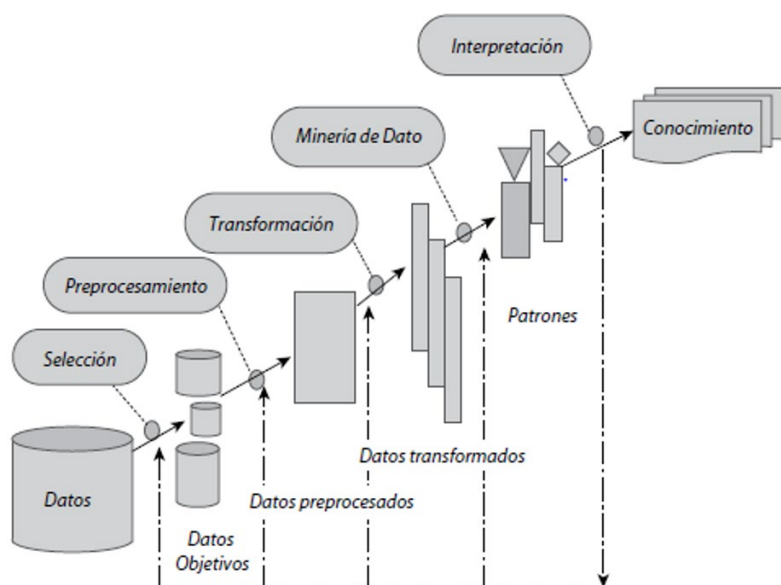 Interpretación
Conocimiento
Minería de Dato
Transformación
Patrones
Preprocesamiento
Selección
Datos transformados
Datos
Datos preprocesados
Datos
Objetivos